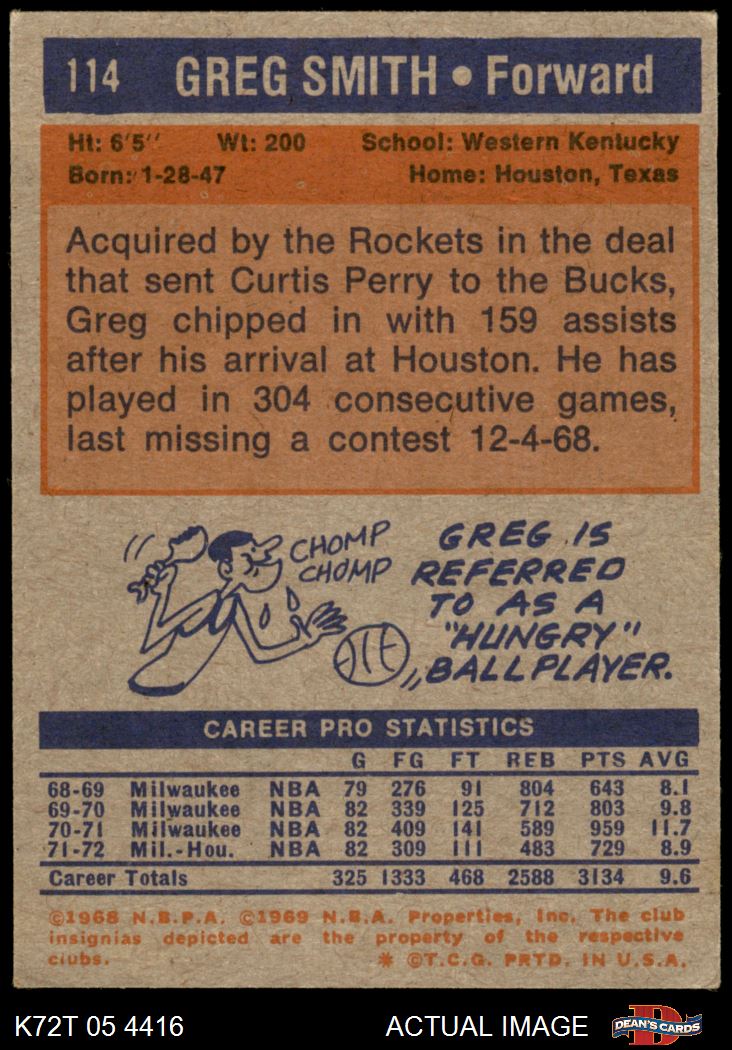 114 GREG SMITH • Forward
Ht: 6'5'' Wt: 200 School: Western Kentucky
Born: 1-28-47 Home: Houston, Texas
Acquired by the Rockets in the deal
that sent Curtis Perry to the Bucks,
Greg chipped in with 159 assists
after his arrival at Houston. He has
played in 304 consecutive games,
last missing a contest 12-4-68.
CHOMP
CHOMP
GREG IS
REFERRED
TO AS A
"HUNGRY"
BALLPLAYER.
CAREER PRO STATISTICS
G FG FT REB PTS AVG
68-69 Milwaukee NBA 79 276 91 804 643 8.1
69-70 Milwaukee NBA 82 339 125 712 803 9.8
70-71 Milwaukee NBA 82 409 141 589 959 11.7
71-72 Mil.-Hou. NBA 82 309 111 483 729 8.9
Career Totals 325 1333 468 2588 3134 9.6
©1968 N.B.P.A. ©1969 N.B.A. Properties, Inc. The club
insignias depicted are the property of the respective
clubs. * ©T.C.G. PRTD. IN U.S.A.
K72T 05 4416 ACTUAL IMAGE
D
DEAN'S CARDS